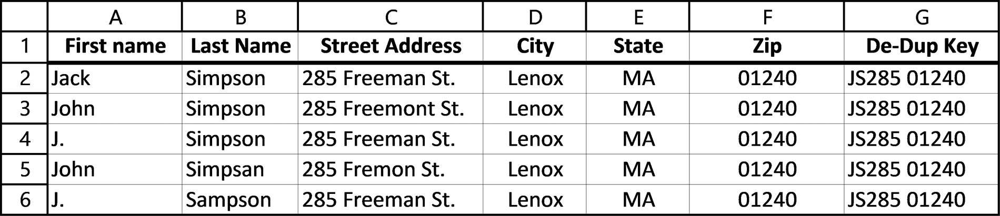 A B C D E F G
1 First name Last Name Street Address City State Zip De-Dup Key
2 Jack Simpson 285 Freeman St. Lenox MA 01240 JS285 01240
3 John Simpson 285 Freemont St. Lenox MA 01240 JS285 01240
4 J. Simpson 285 Freeman St. Lenox MA 01240 JS285 01240
5 John Simpsan 285 Fremon St. Lenox MA 01240 JS285 01240
6 J. Sampson 285 Freeman St. Lenox MA 01240 JS285 01240